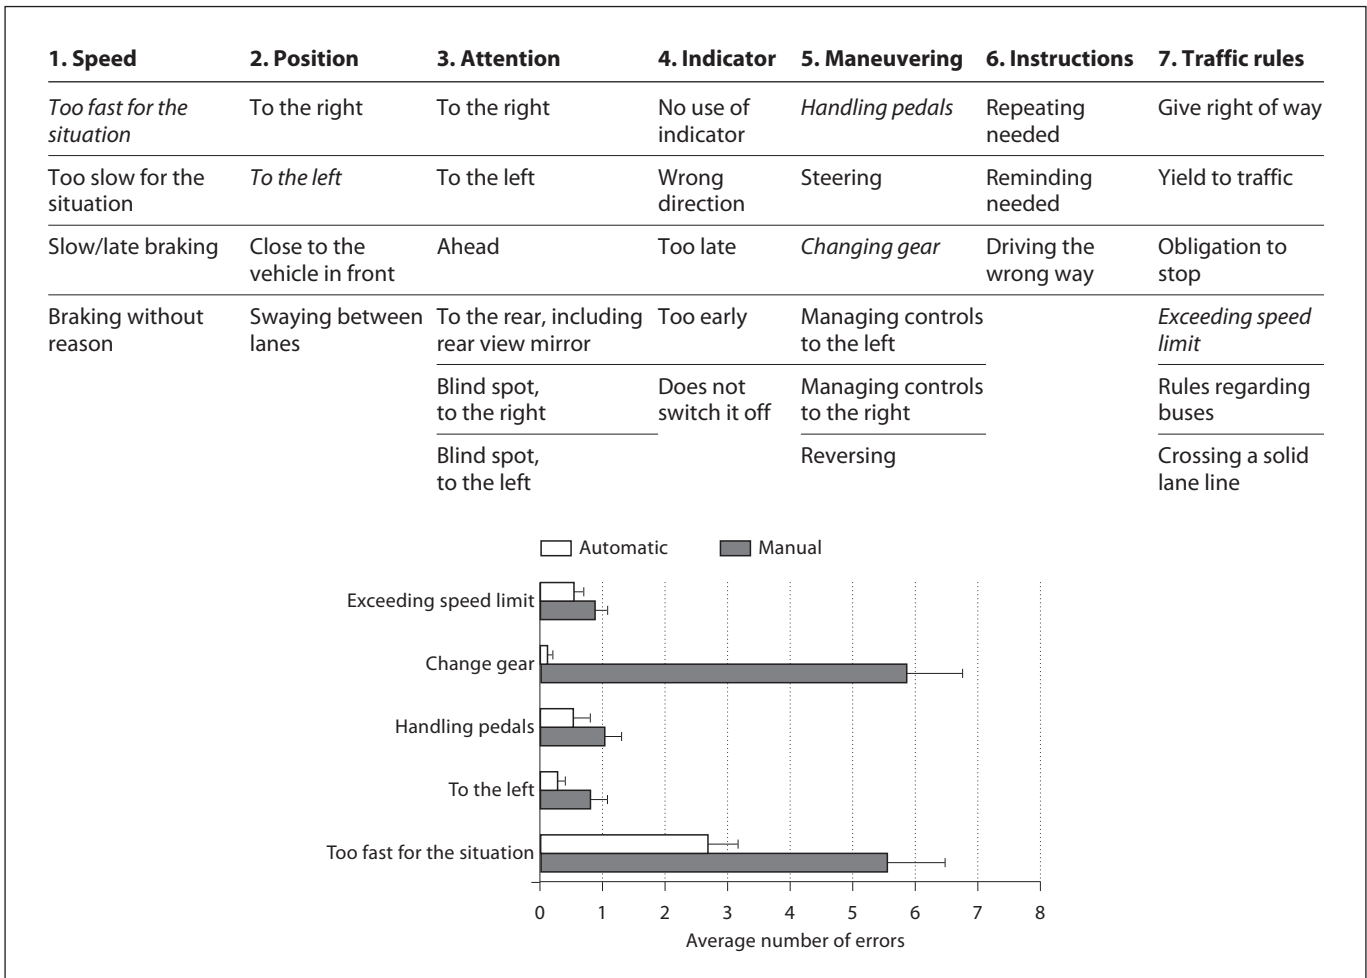 1. Speed 2. Position 3. Attention 4. Indicator 5. Maneuvering 6. Instructions 7. Traffic rules
Too fast for the situation To the right To the right No use of indicator Handling pedals Repeating needed Give right of way
Too slow for the situation To the left To the left Wrong direction Steering Reminding needed Yield to traffic
Slow/late braking Close to the vehicle in front Ahead Too late Changing gear Driving the wrong way Obligation to stop
Braking without reason Swaying between lanes To the rear, including rear view mirror Too early Managing controls to the left Exceeding speed limit
Blind spot, to the right Does not switch it off Managing controls to the right Rules regarding buses
Blind spot, to the left Reversing Crossing a solid lane line
Automatic Manual
Exceeding speed limit
Change gear
Handling pedals
To the left
Too fast for the situation
0 1 2 3 4 5 6 7 8
Average number of errors